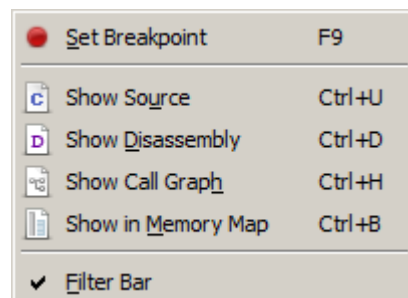 Set Breakpoint F9
C Show Source Ctrl+U
D Show Disassembly Ctrl+D
Show Call Graph Ctrl+H
Show in Memory Map Ctrl+B
Filter Bar